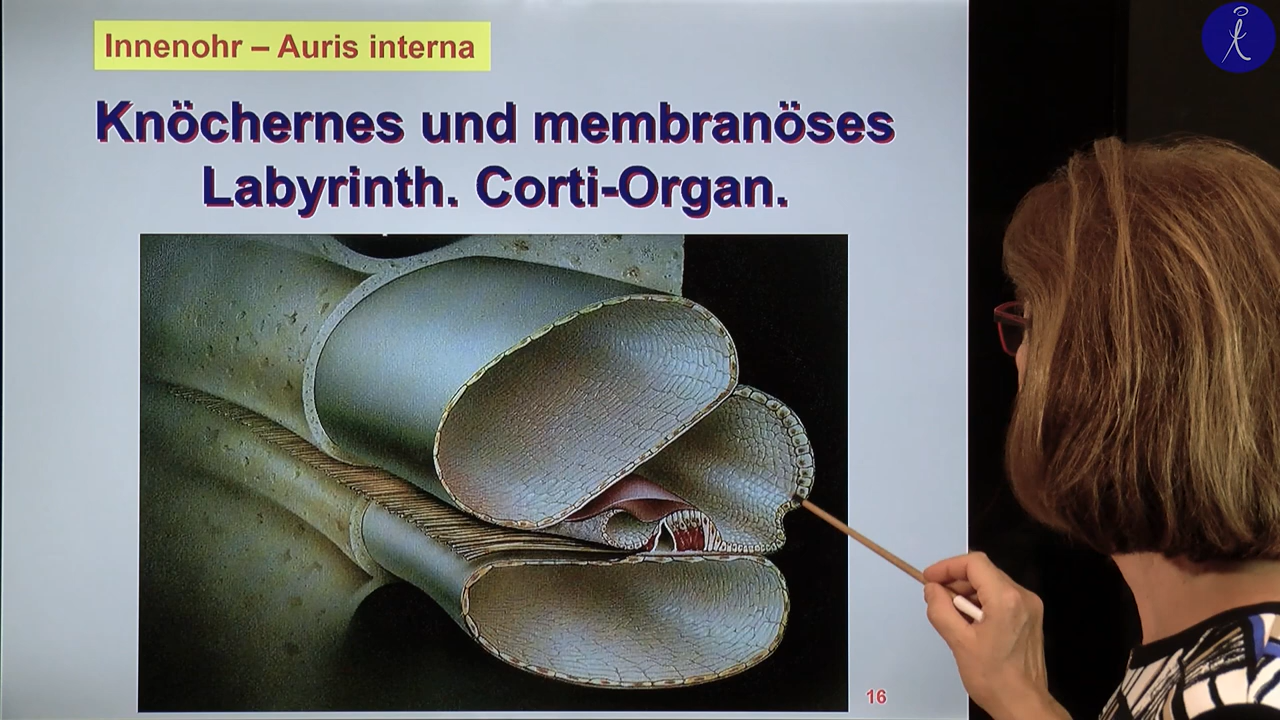 Innenohr – Auris interna
Knöchernes und membranöses
Labyrinth. Corti-Organ.
16